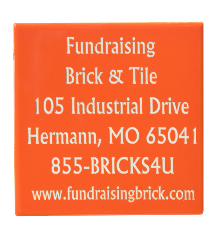 Fundraising
Brick & Tile
105 Industrial Drive
Hermann, MO 65041
855-BRICKS4U
www.fundraisingbrick.com